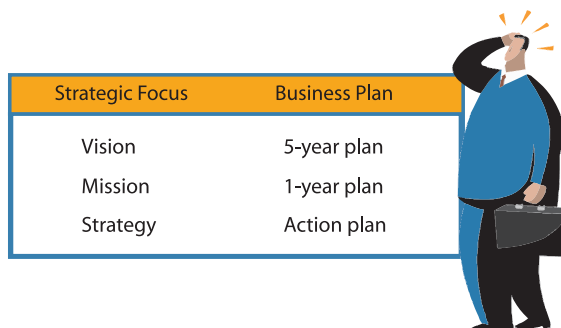 Strategic Focus Business Plan
Vision 5-year plan
Mission 1-year plan
Strategy Action plan